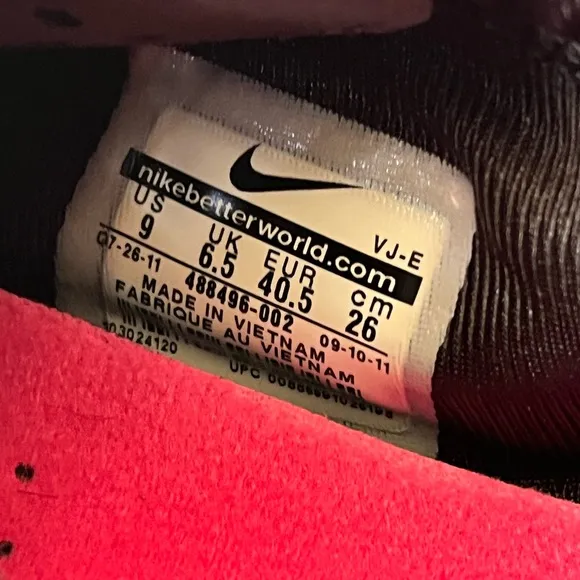 nikebetterworld.com
VJ-E
US UK EUR cm
9 6.5 40.5 26
07-26-11 488496-002 09-10-11
MADE IN VIETNAM
FABRIQUE AU VIETNAM
UPC